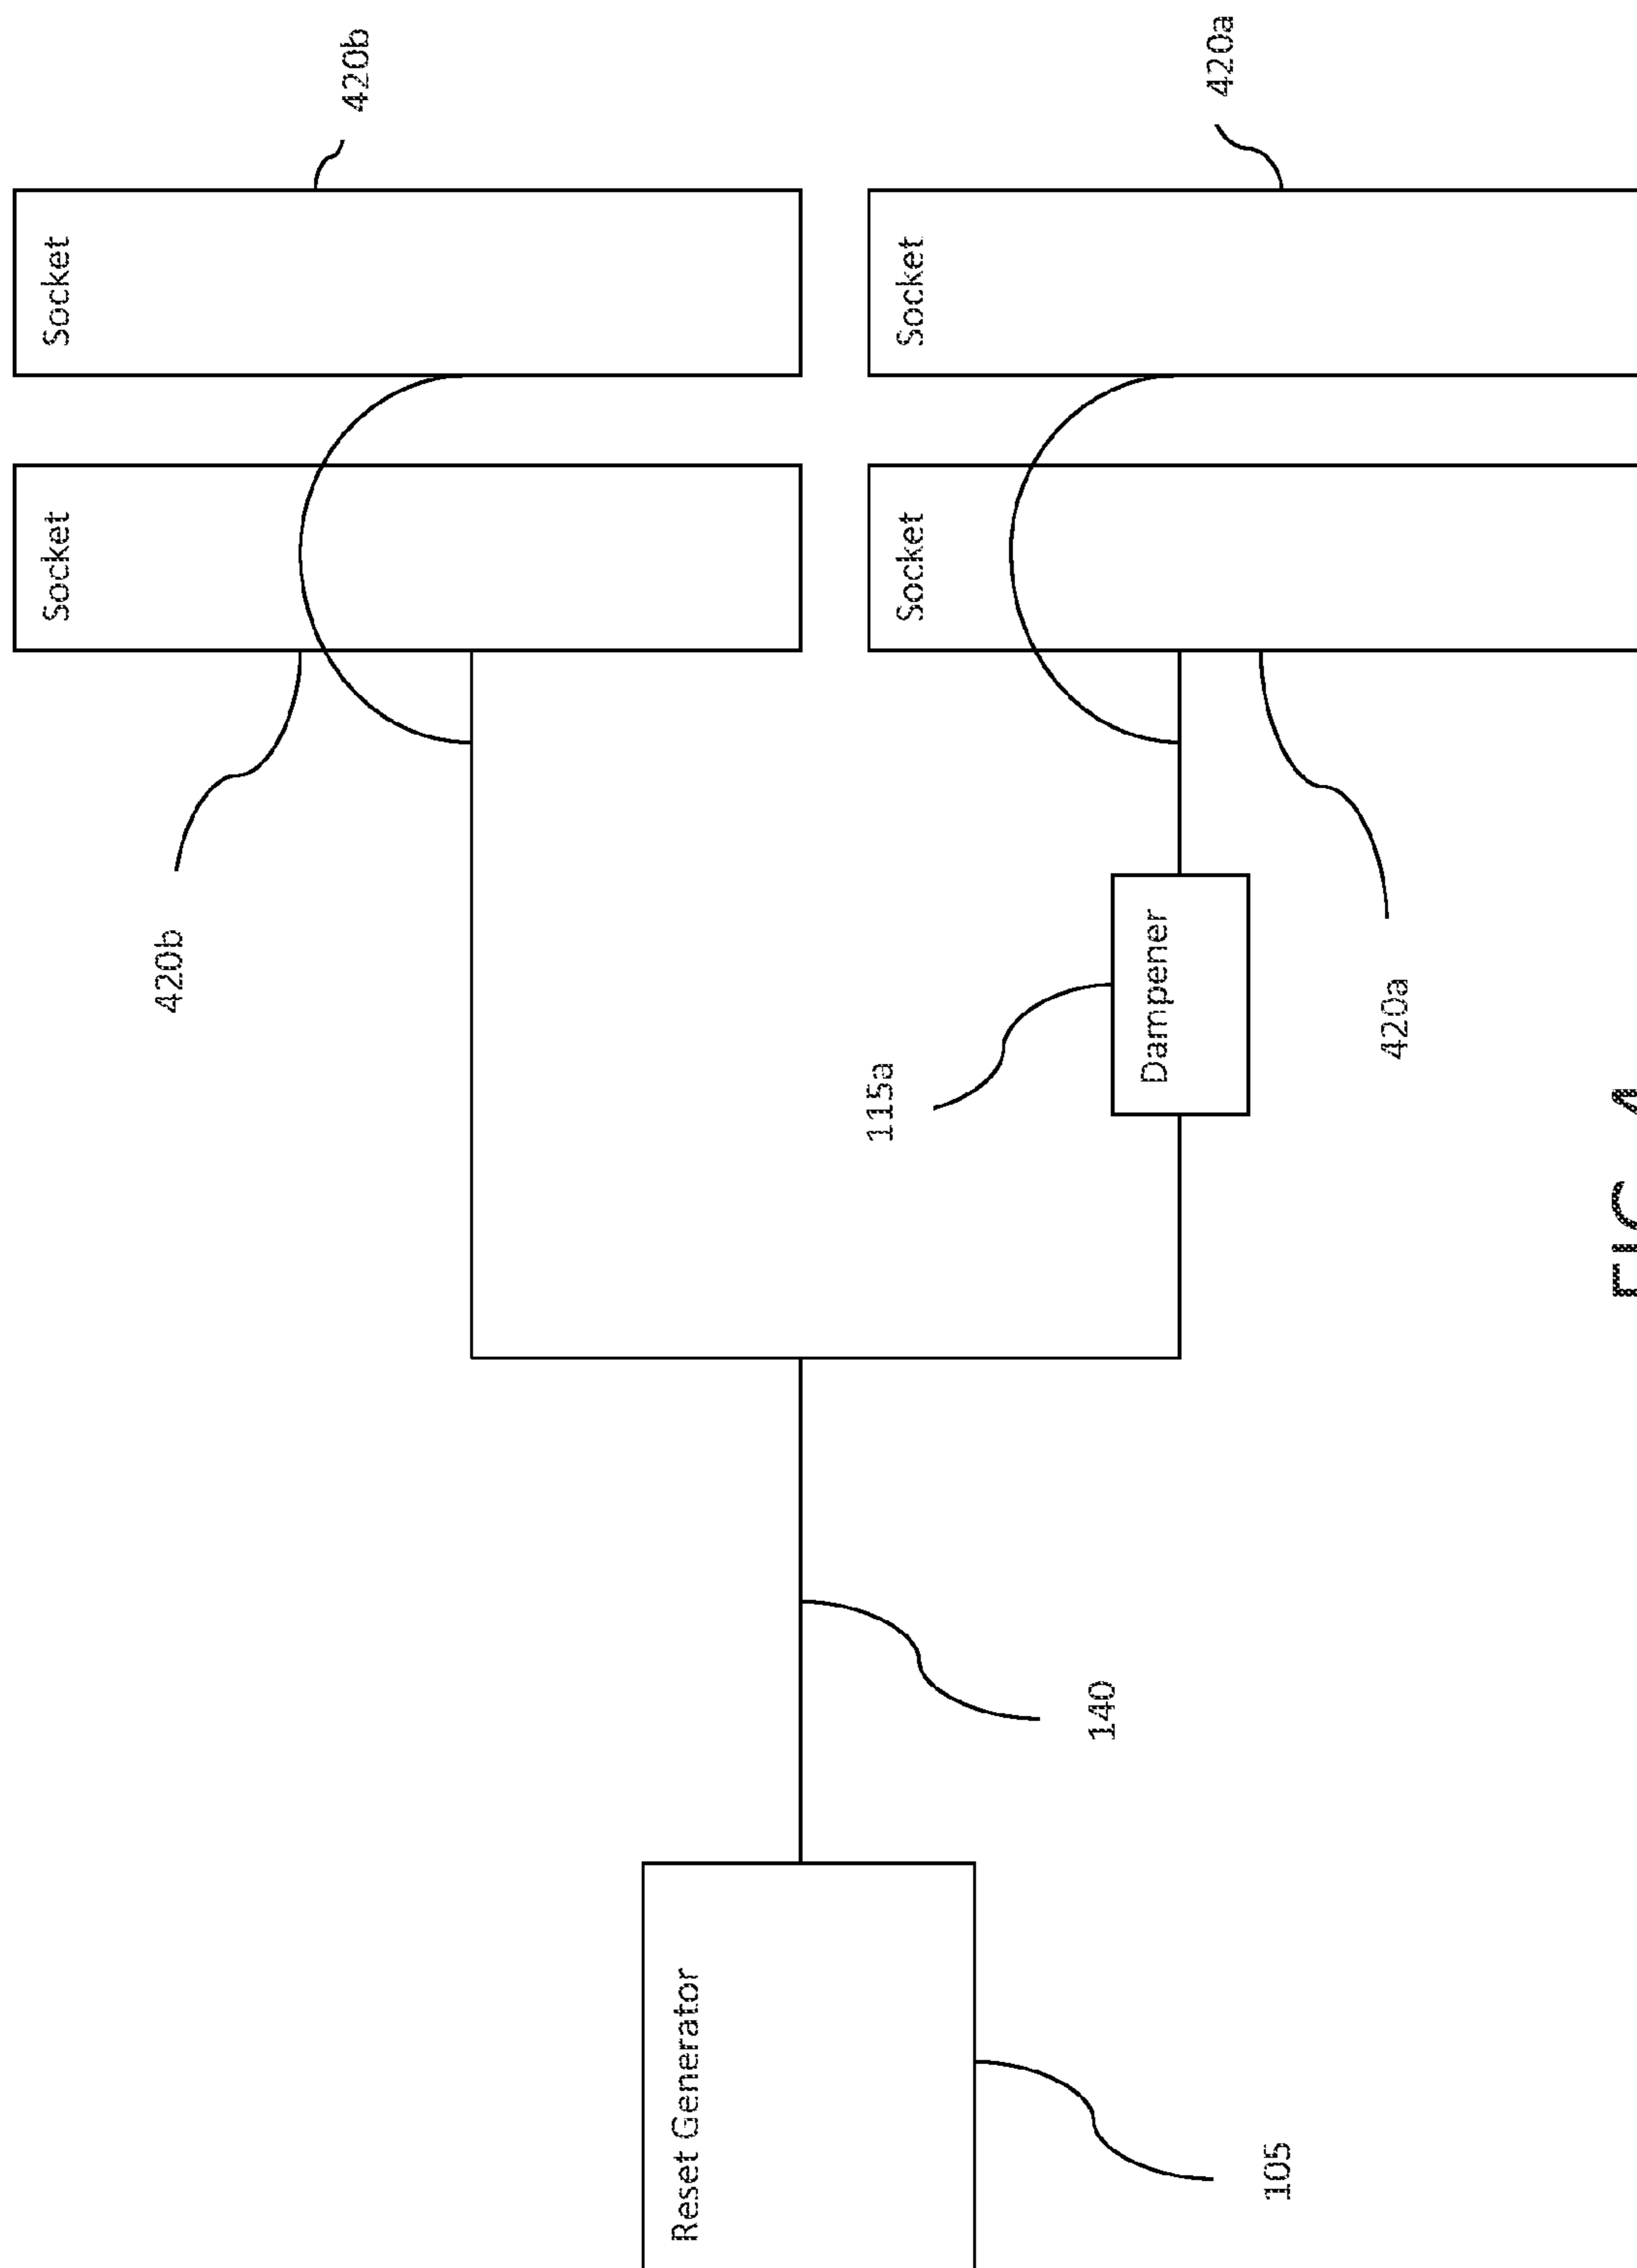 Socket
Socket
420b
420b
Socket
Socket
420a
420a
Dampener
115a
140
Reset Generator
105